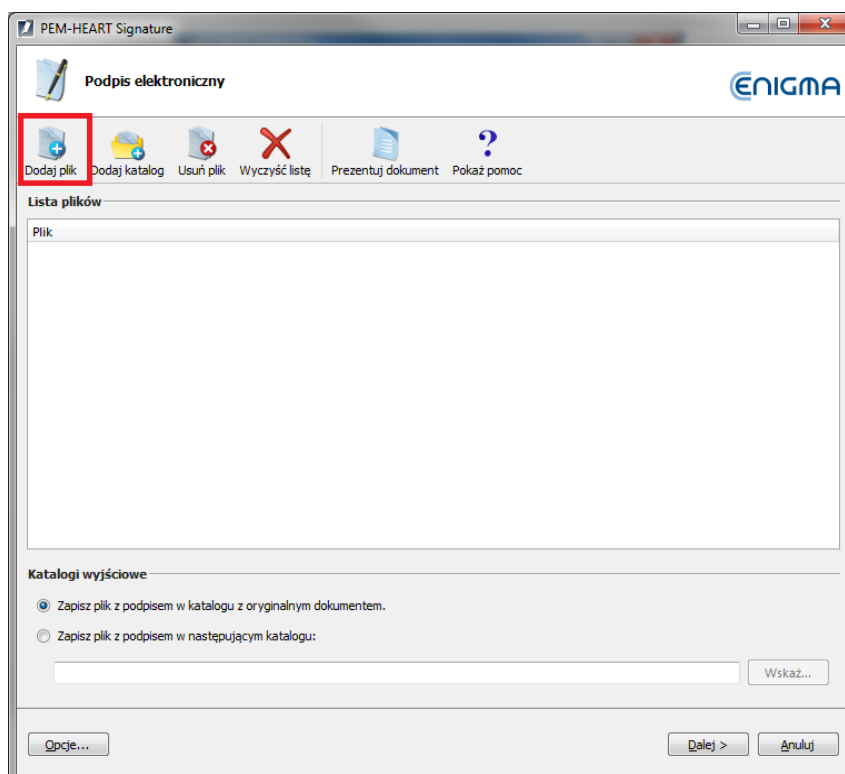 PEM-HEART Signature
Podpis elektroniczny
ENIGMA
Dodaj plik Dodaj katalog Usuń plik Wyczyść listę Prezentuj dokument Pokaż pomoc
Lista plików
Plik
Katalogi wyjściowe
Zapisz plik z podpisem w katalogu z oryginalnym dokumentem.
Zapisz plik z podpisem w następującym katalogu:
Wskaż...
Opcje... Dalej > Anuluj